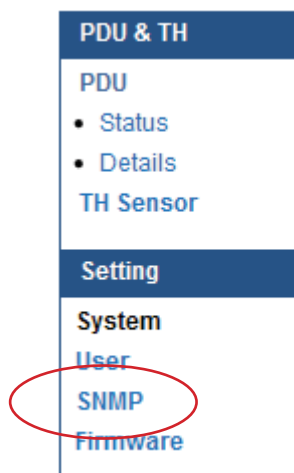 PDU & TH
PDU
• Status
• Details
TH Sensor
Setting
System
User
SNMP
Firmware